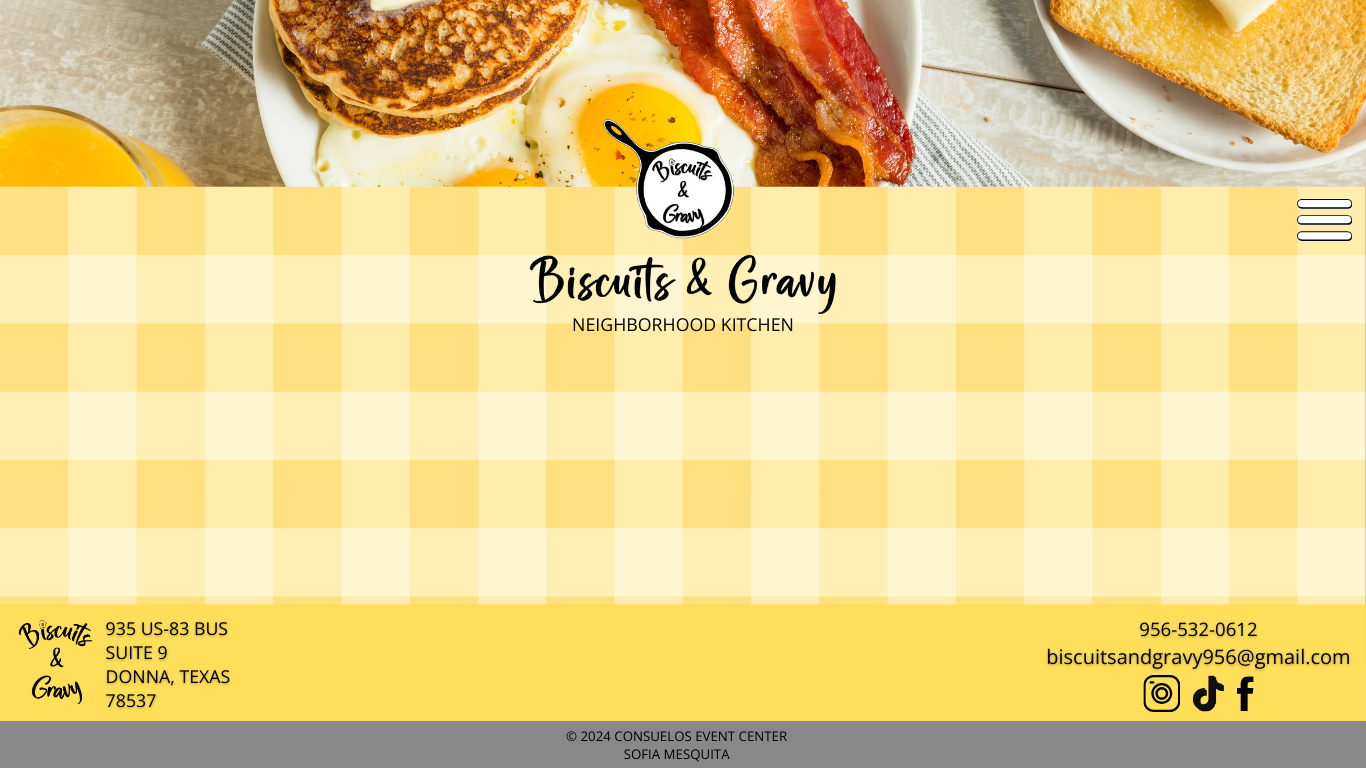 Biscuits
&
Gravy
Biscuits & Gravy
NEIGHBORHOOD KITCHEN
Biscuits
&
Gravy
935 US-83 BUS
SUITE 9
DONNA, TEXAS
78537
956-532-0612
biscuitsandgravy956@gmail.com
© 2024 CONSUELOS EVENT CENTER
SOFIA MESQUITA